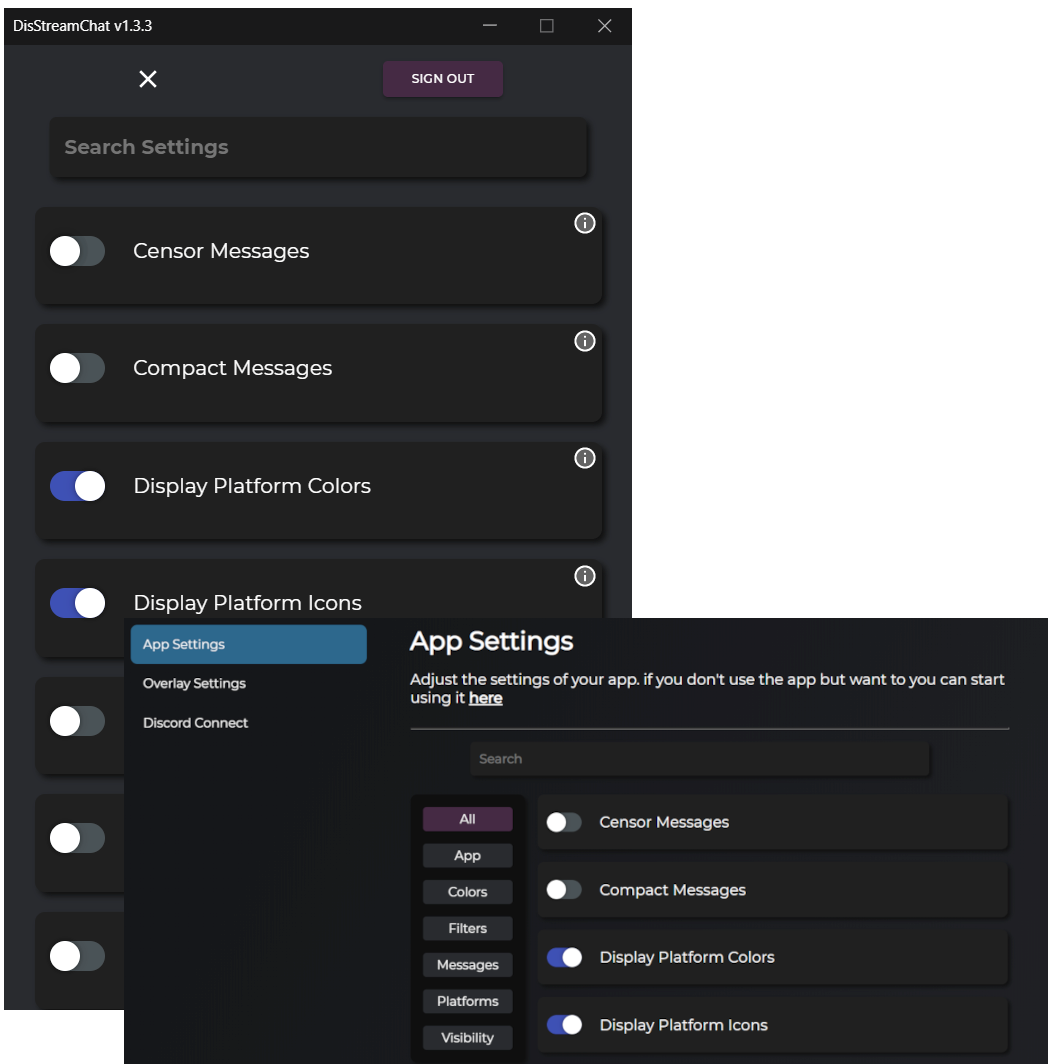 DisStreamChat v1.3.3
SIGN OUT
Search Settings
Censor Messages
Compact Messages
Display Platform Colors
Display Platform Icons
App Settings
Overlay Settings
Discord Connect
App Settings
Adjust the settings of your app. if you don't use the app but want to you can start
using it here
Search
All
App
Colors
Filters
Messages
Platforms
Visibility
Censor Messages
Compact Messages
Display Platform Colors
Display Platform Icons